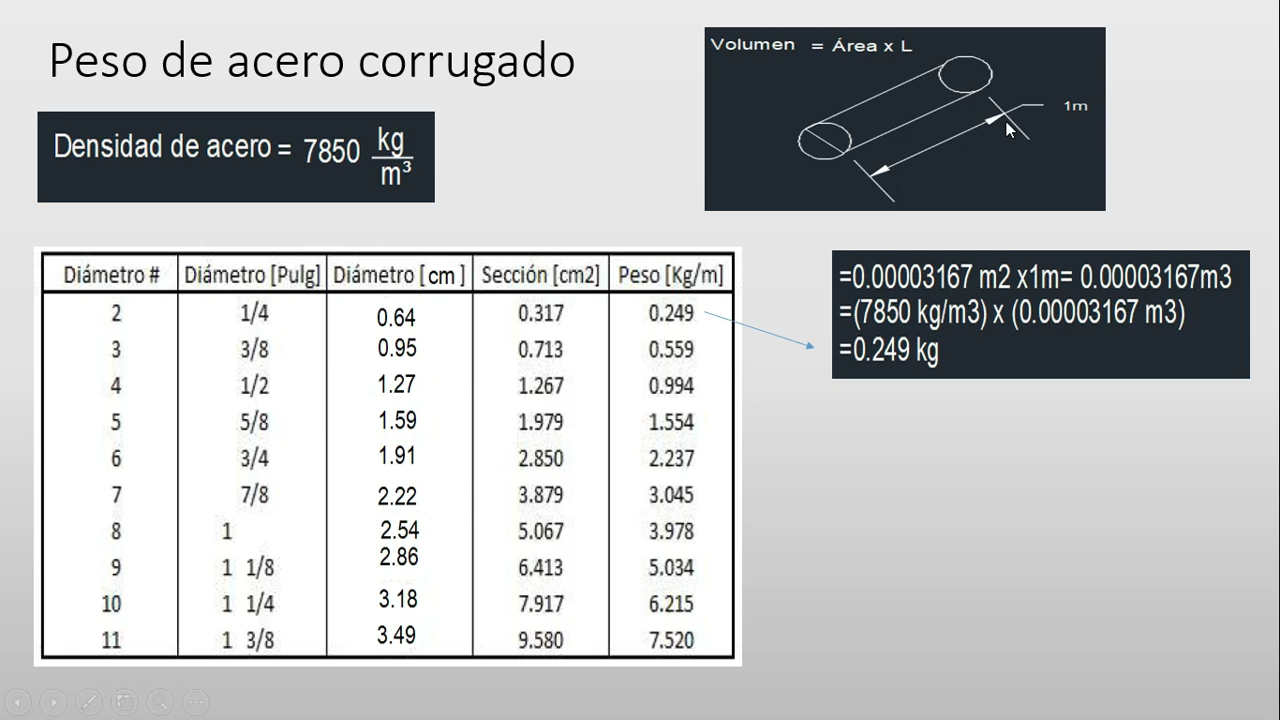 Peso de acero corrugado
Densidad de acero = 7850 kg/m³
Volumen = Área x L
1m
Diámetro # Diámetro [Pulg] Diámetro [cm] Sección [cm2] Peso [Kg/m]
2 1/4 0.64 0.317 0.249
3 3/8 0.95 0.713 0.559
4 1/2 1.27 1.267 0.994
5 5/8 1.59 1.979 1.554
6 3/4 1.91 2.850 2.237
7 7/8 2.22 3.879 3.045
8 1 2.54 5.067 3.978
9 1 1/8 2.86 6.413 5.034
10 1 1/4 3.18 7.917 6.215
11 1 3/8 3.49 9.580 7.520
=0.00003167 m2 x1m= 0.00003167m3
=(7850 kg/m3) x (0.00003167 m3)
=0.249 kg